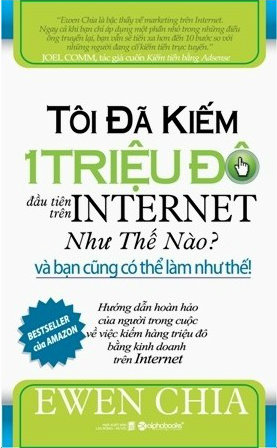 "Ewen Chia là bậc thầy về marketing trên Internet.
Ngay cả khi bạn chỉ áp dụng một phần nhỏ trong những điều
ông truyền lại, bạn vẫn sẽ tiến xa hơn đến 10 bước so với
những người đang cố kiếm tiền trực tuyến."
JOEL COMM, tác giả cuốn Kiếm tiền bằng Adsense
TÔI ĐÃ KIẾM
1 TRIỆU ĐÔ
đầu tiên
trên INTERNET
Như Thế Nào?
và bạn cũng có thể làm như thế!
BESTSELLER
của AMAZON
Hướng dẫn hoàn hảo
của người trong cuộc
về việc kiếm hàng triệu đô
bằng kinh doanh
trên Internet
EWEN CHIA
alphabooks